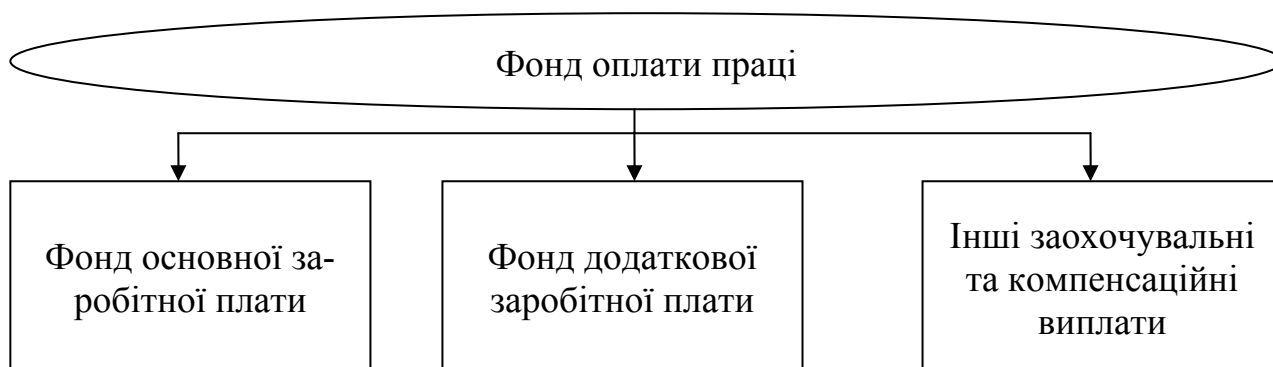 Фонд оплати праці
Фонд основної за-
робітної плати
Фонд додаткової
заробітної плати
Інші заохочувальні
та компенсаційні
виплати